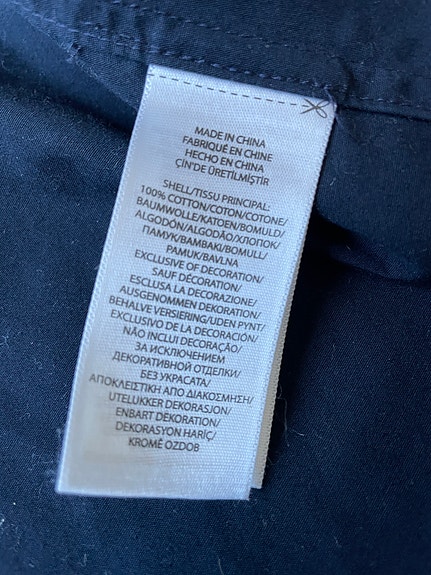 MADE IN CHINA
FABRIQUÉ EN CHINE
HECHO EN CHINA
ÇİN'DE ÜRETİLMİŞTİR
SHELL/TISSU PRINCIPAL:
100% COTTON/COTON/COTONE/
BAUMWOLLE/KATOEN/BOMULD/
ALGODÓN/ALGODÃO/ХЛОПОК/
ПАМУК/ΒΑΜΒΑΚΙ/BOMULL/
PAMUK/BAVLNA
EXCLUSIVE OF DECORATION/
SAUF DÉCORATION/
ESCLUSA LA DECORAZIONE/
AUSGENOMMEN DEKORATION/
BEHALVE VERSIERING/UDEN PYNT/
EXCLUSIVO DE LA DECORACIÓN/
NÃO INCLUI DECORAÇÃO/
ЗА ИСКЛЮЧЕНИЕМ
ДЕКОРАТИВНОЙ ОТДЕЛКИ/
БЕЗ УКРАСАТА/
ΑΠΟΚΛΕΙΣΤΙΚΗ ΑΠΟ ΔΙΑΚΟΣΜΗΣΗ/
UTELUKKER DEKORASJON/
ENBART DEKORATION/
DEKORASYON HARİÇ/
KROMĚ OZDOB